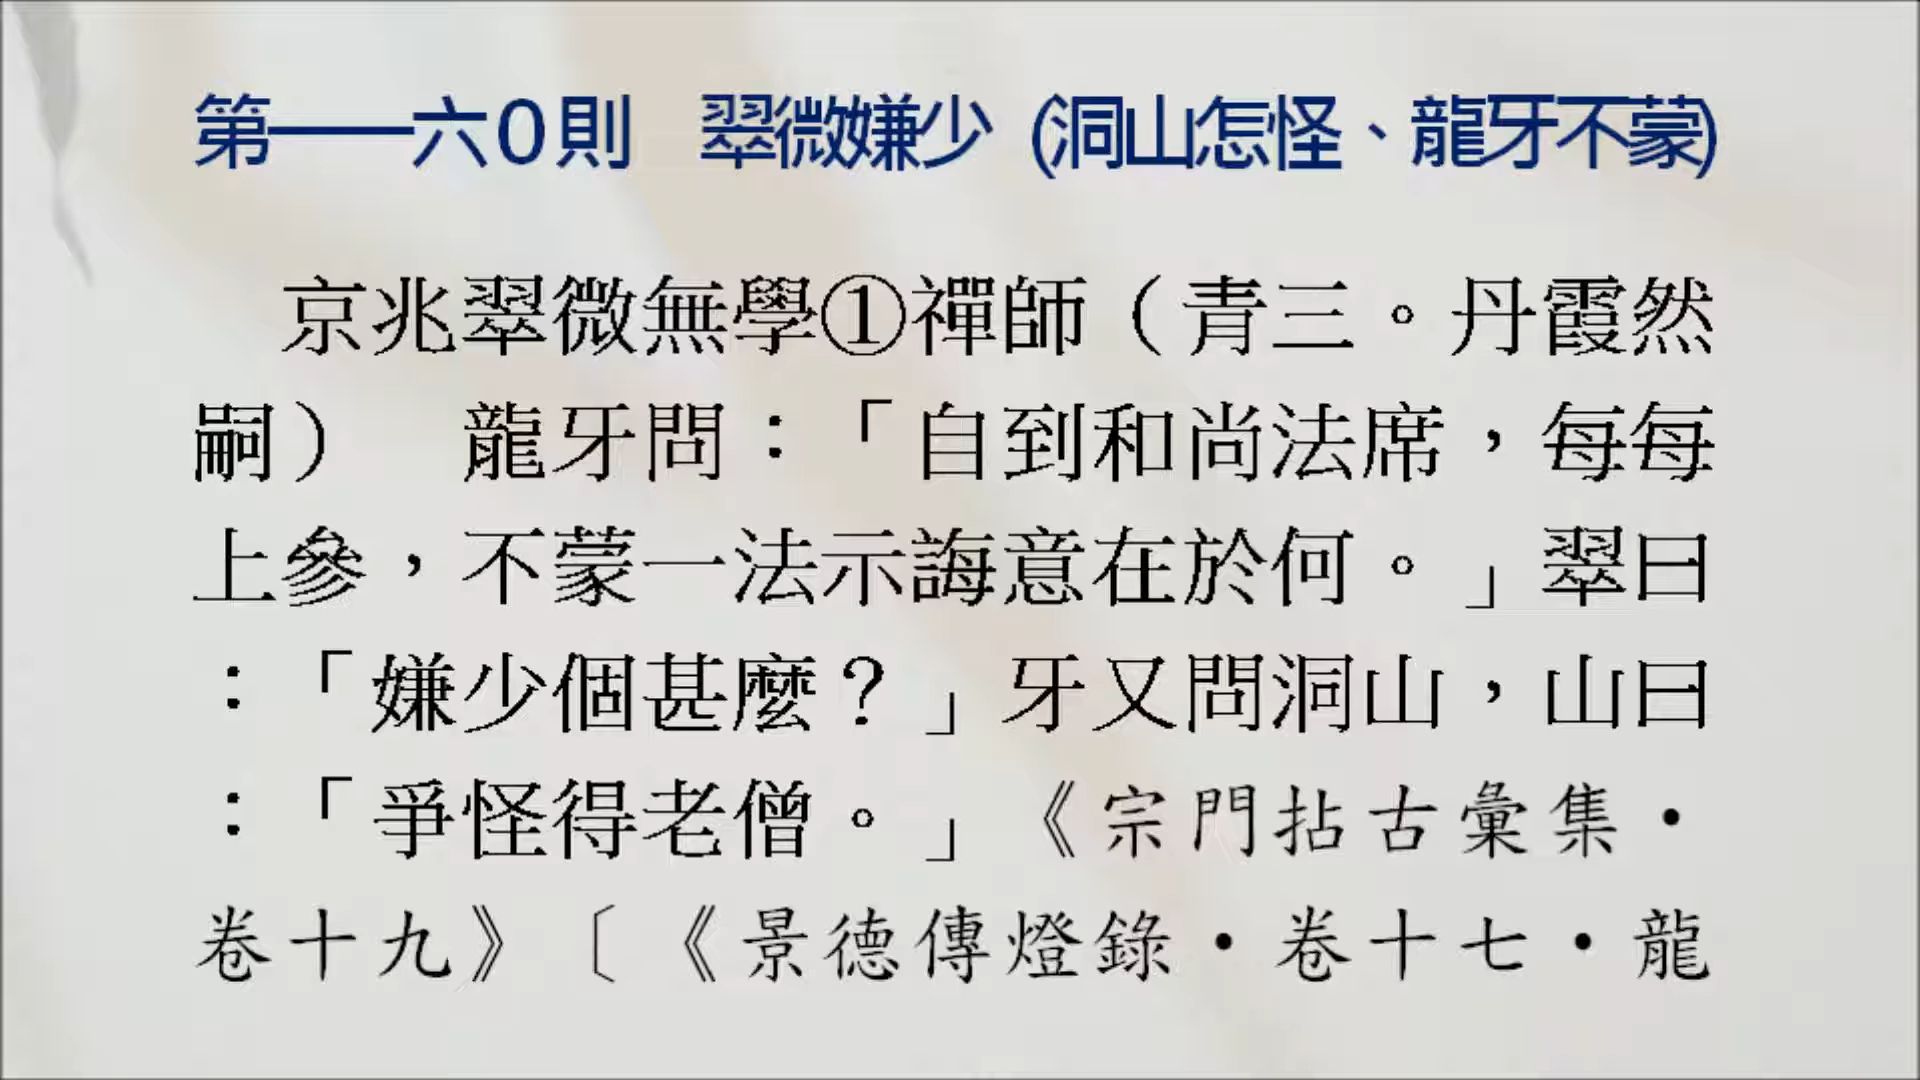 第一一六0則　翠微嫌少（洞山怎怪、龍牙不蒙）
京兆翠微無學①禪師（青三。丹霞然
嗣）　龍牙問：「自到和尚法席，每每
上參，不蒙一法示誨意在於何。」翠曰
：「嫌少個甚麼？」牙又問洞山，山曰
：「爭怪得老僧。」《宗門拈古彙集・
卷十九》〔《景德傳燈錄・卷十七・龍